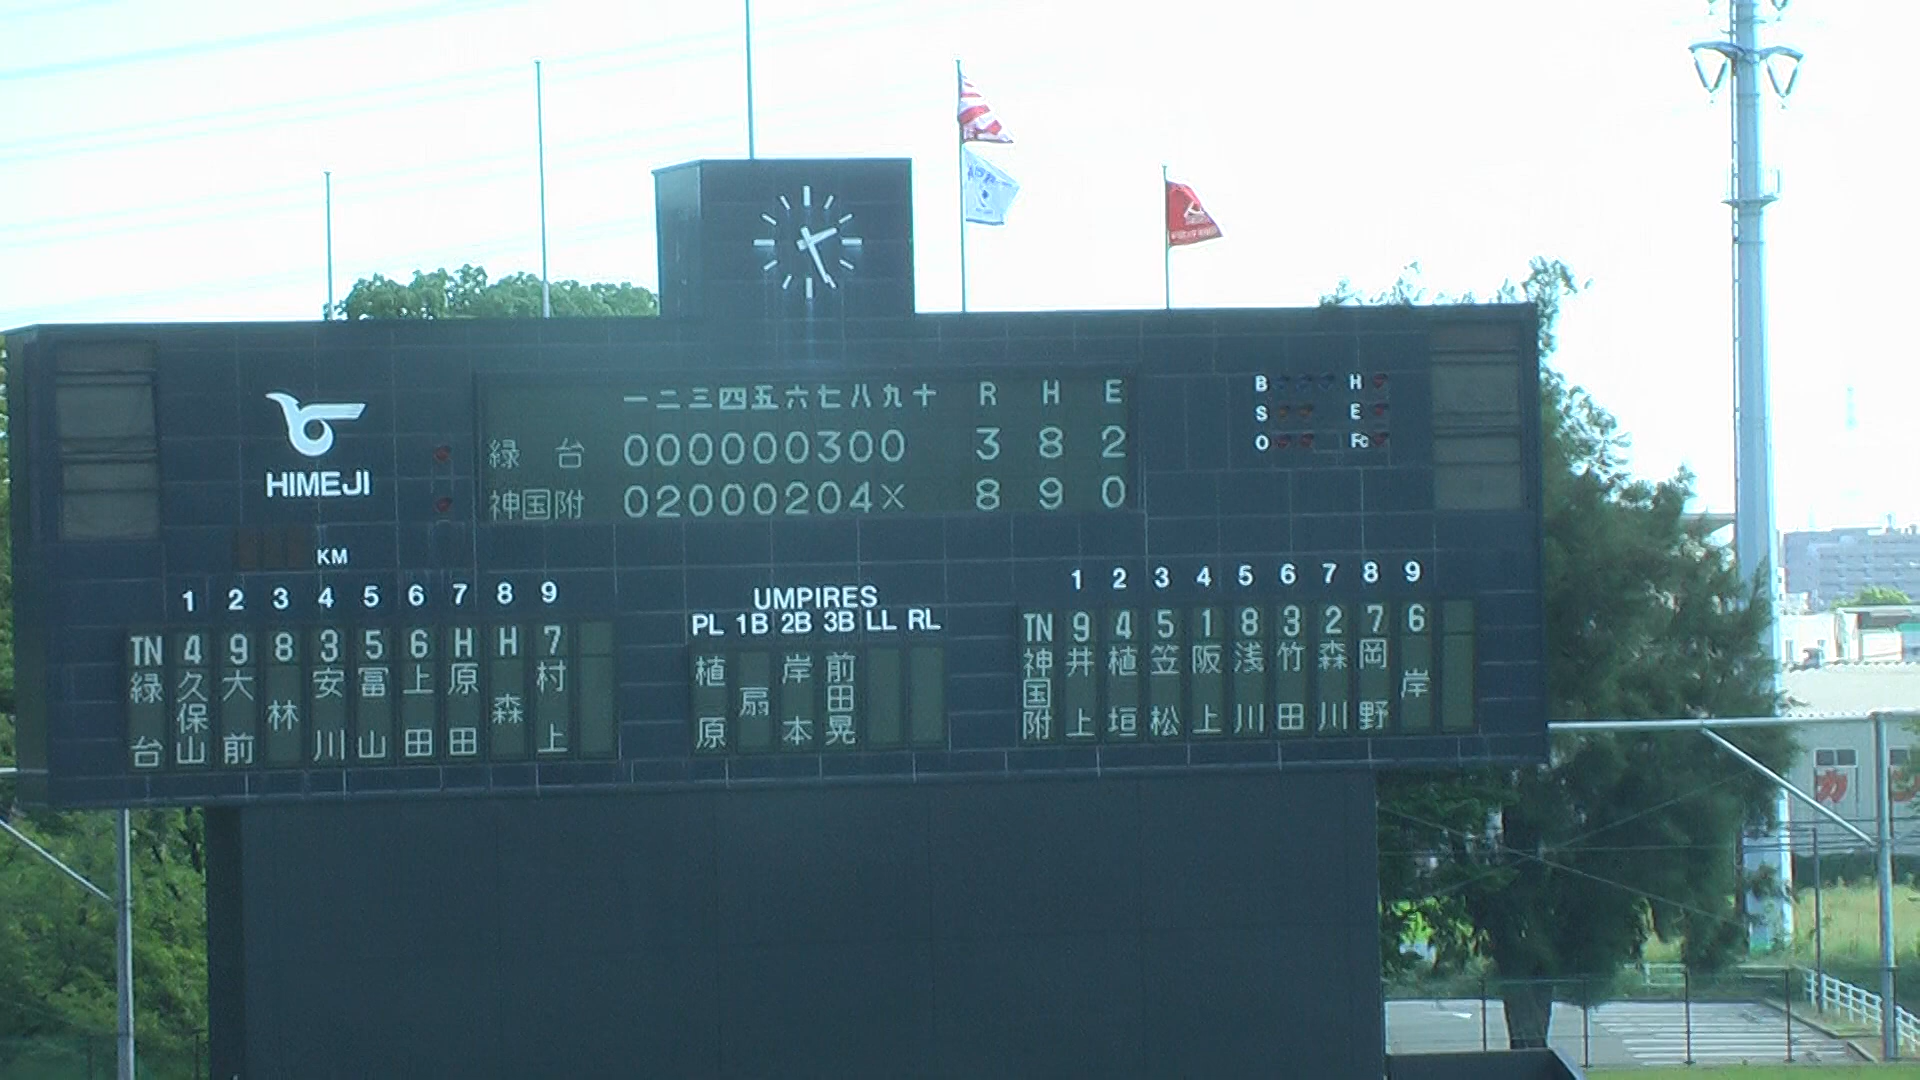 一二三四五六七八九十 R H E
緑台 000000300 3 8 2
神国附 02000204X 8 9 0
B H
S E
O Fc
HIMEJI
KM
1 2 3 4 5 6 7 8 9
TN 4 9 8 3 5 6 H H 7
緑台 久保山 大前 林 安川 冨山 上田 原田 森 村上
UMPIRES
PL 1B 2B 3B LL RL
植原 扇 岸本 前田晃
1 2 3 4 5 6 7 8 9
TN 9 4 5 1 8 3 2 7 6
神国附 井上 植垣 笠松 阪上 浅川 竹田 森川 岡野 岸